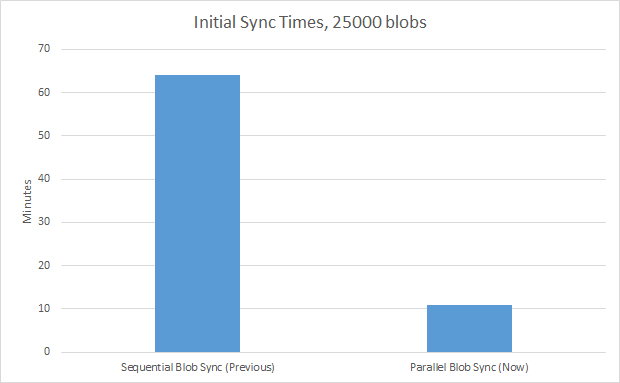 Initial Sync Times, 25000 blobs
70
60
50
40
30
20
10
0
Minutes
Sequential Blob Sync (Previous)
Parallel Blob Sync (Now)